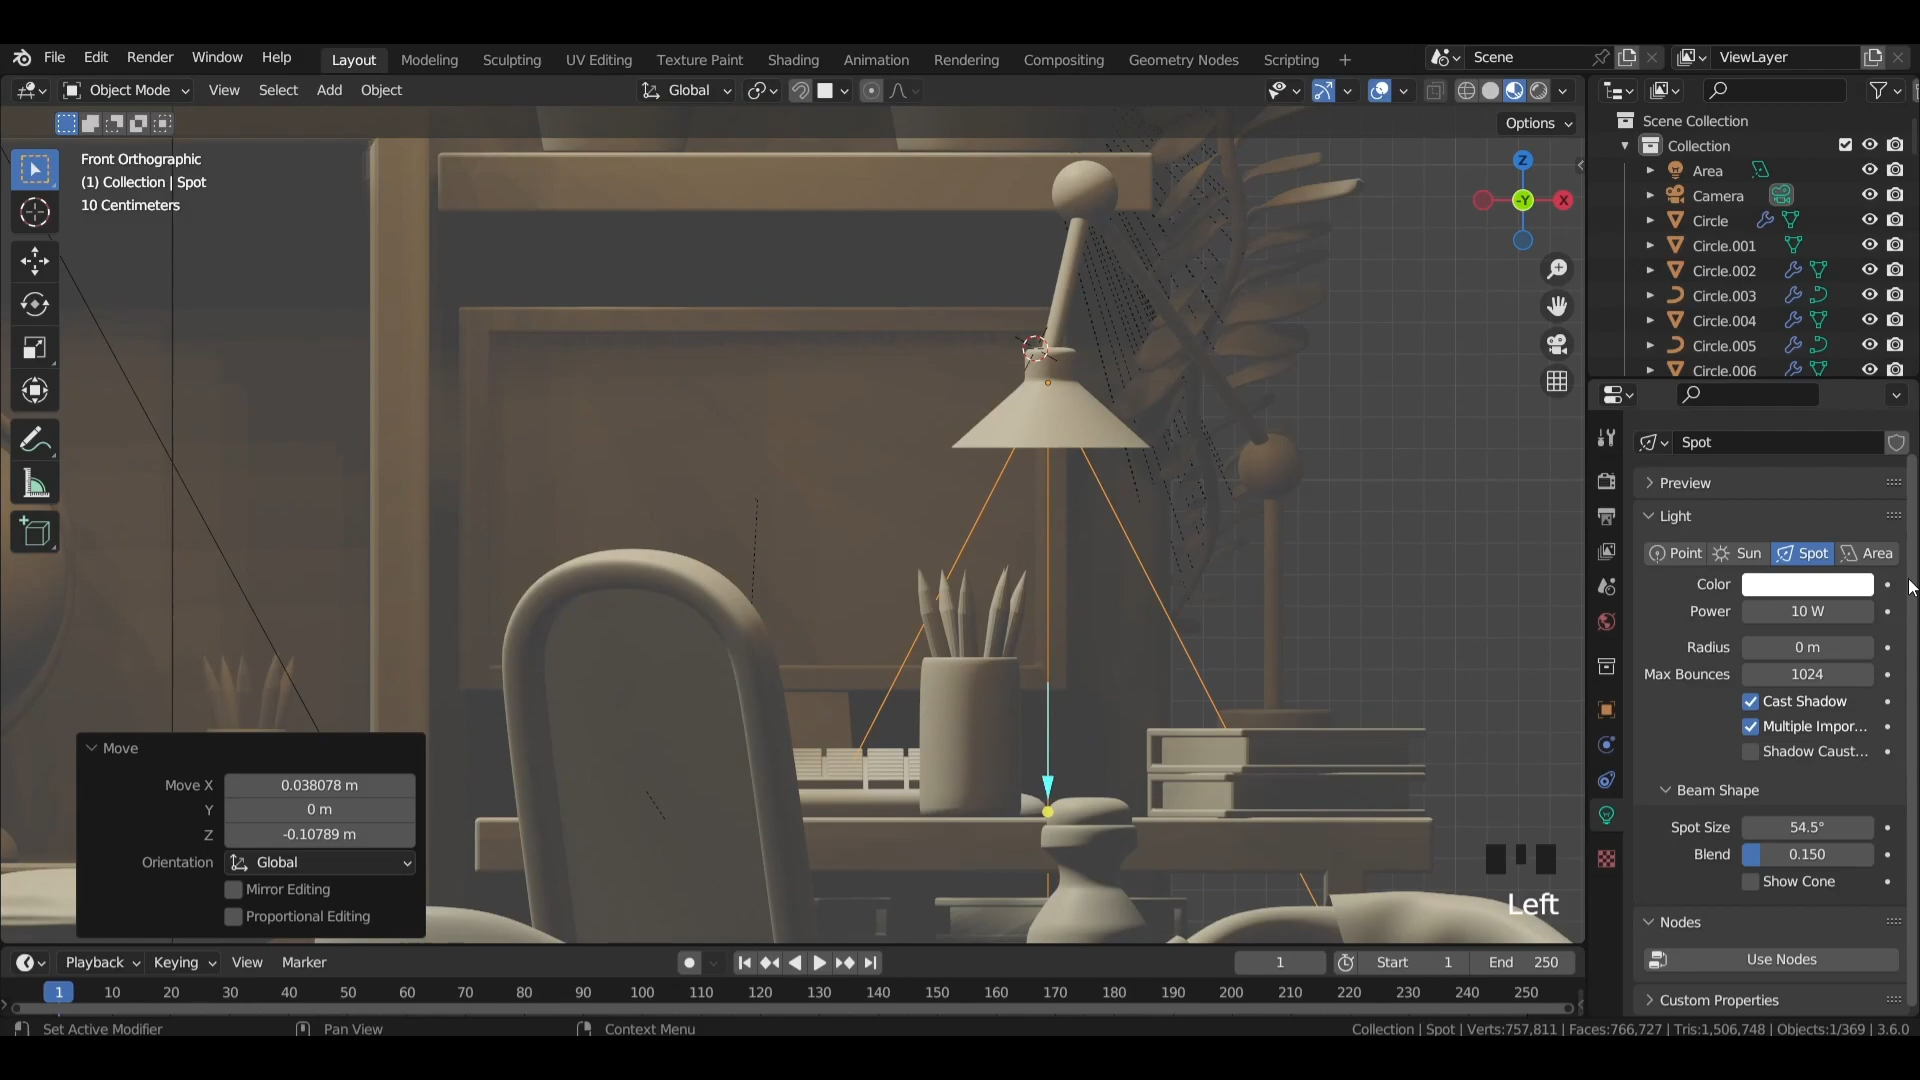 File Edit Render Window Help Layout Modeling Sculpting UV Editing Texture Paint Shading Animation Rendering Compositing Geometry Nodes Scripting + Scene ViewLayer
Object Mode View Select Add Object Global
Options
Front Orthographic
(1) Collection | Spot
10 Centimeters
Z
-Y X
Scene Collection
Collection
Area
Camera
Circle
Circle.001
Circle.002
Circle.003
Circle.004
Circle.005
Circle.006
Spot
Preview
Light
Point Sun Spot Area
Color
Power 10 W
Radius 0 m
Max Bounces 1024
Cast Shadow
Multiple Impor...
Shadow Caust...
Beam Shape
Spot Size 54.5°
Blend 0.150
Show Cone
Nodes
Use Nodes
Custom Properties
Move
Move X 0.038078 m
Y 0 m
Z -0.10789 m
Orientation Global
Mirror Editing
Proportional Editing
Left
Playback Keying View Marker 1 Start 1 End 250
1 10 20 30 40 50 60 70 80 90 100 110 120 130 140 150 160 170 180 190 200 210 220 230 240 250
Set Active Modifier Pan View Context Menu Collection | Spot | Verts:757,811 | Faces:766,727 | Tris:1,506,748 | Objects:1/369 | 3.6.0